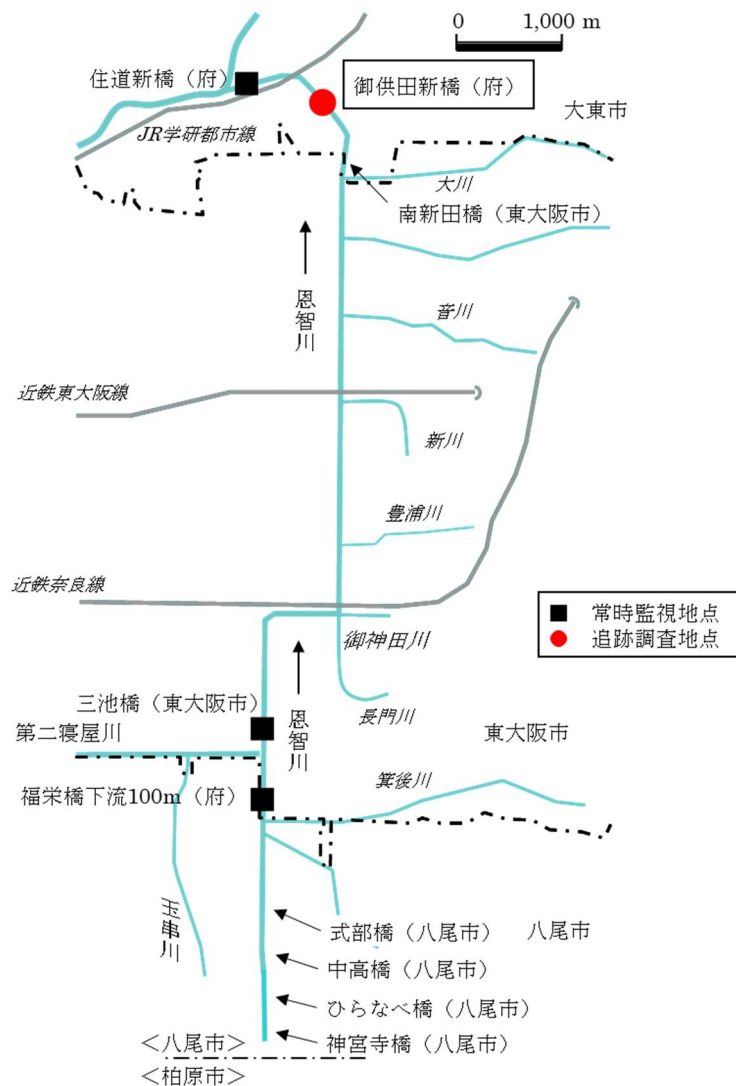 0　1,000 m
住道新橋（府）
御供田新橋（府）
大東市
JR学研都市線
大川
南新田橋（東大阪市）
恩智川
音川
近鉄東大阪線
新川
豊浦川
近鉄奈良線
常時監視地点
追跡調査地点
御神田川
三池橋（東大阪市）
恩智川
長門川
第二寝屋川
東大阪市
箕後川
福栄橋下流100m（府）
玉串川
式部橋（八尾市）
八尾市
中高橋（八尾市）
ひらなべ橋（八尾市）
神宮寺橋（八尾市）
＜八尾市＞
＜柏原市＞